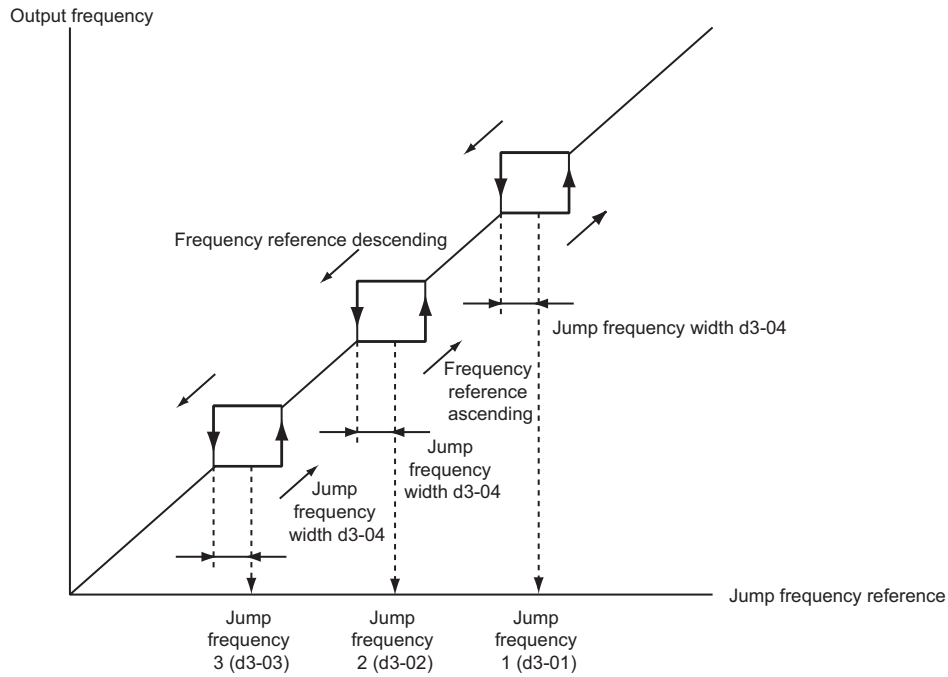 Output frequency
Frequency reference descending
Jump frequency width d3-04
Frequency
reference
ascending
Jump
frequency
width d3-04
Jump
frequency
width d3-04
Jump frequency reference
Jump
frequency
3 (d3-03)
Jump
frequency
2 (d3-02)
Jump
frequency
1 (d3-01)